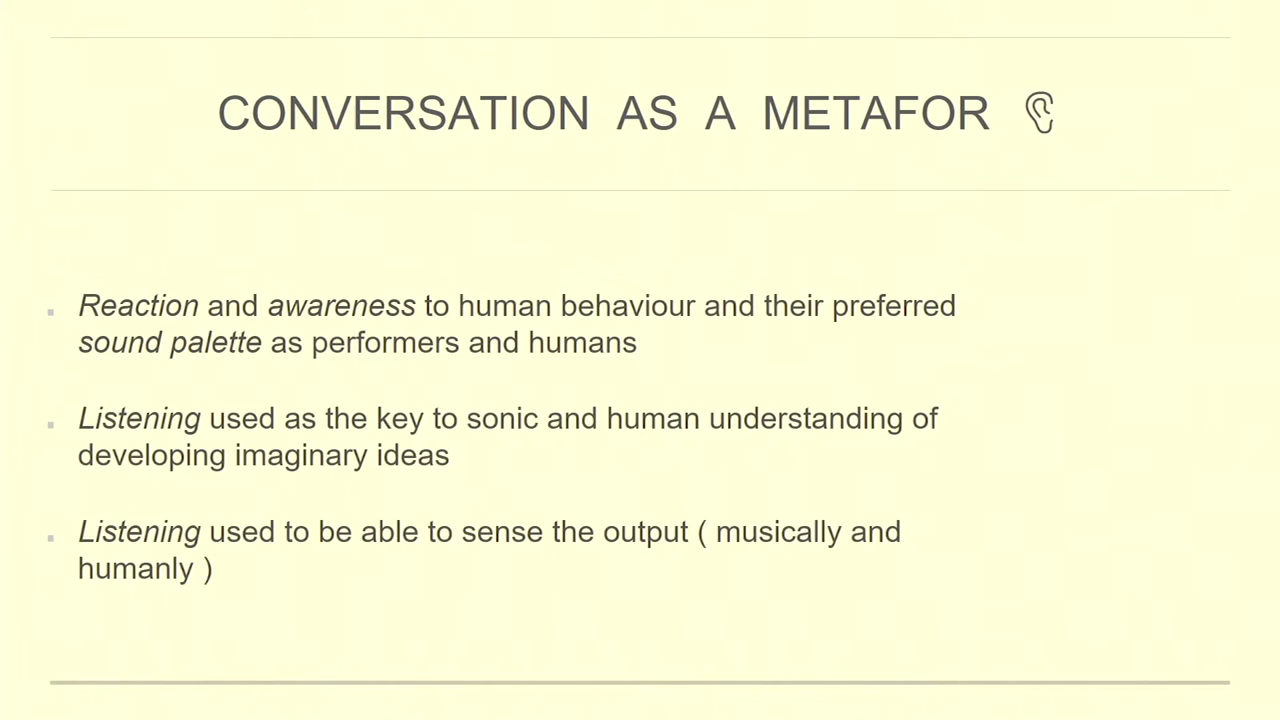 CONVERSATION AS A METAFOR 👂
Reaction and awareness to human behaviour and their preferred
sound palette as performers and humans
Listening used as the key to sonic and human understanding of
developing imaginary ideas
Listening used to be able to sense the output ( musically and
humanly )